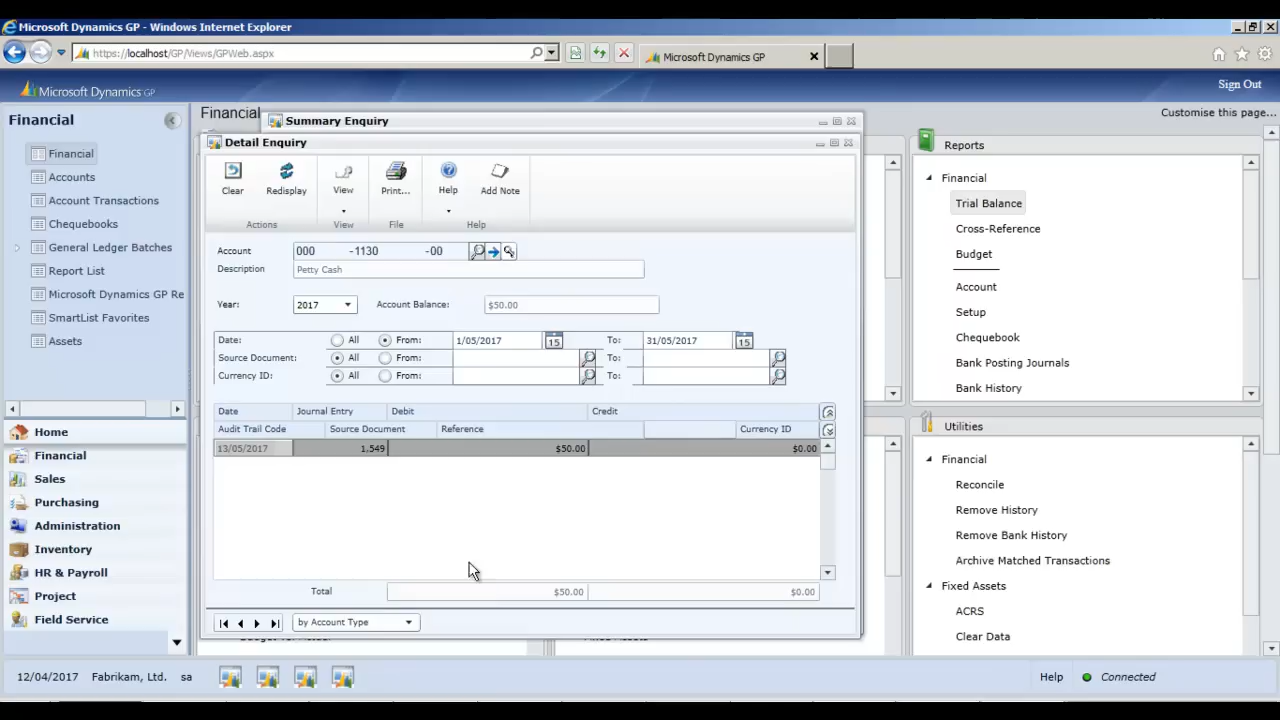 Microsoft Dynamics GP - Windows Internet Explorer
https://localhost/GP/Views/GPWeb.aspx
Microsoft Dynamics GP
Microsoft Dynamics GP
Sign Out
Customise this page...
Financial
Financial
Accounts
Account Transactions
Chequebooks
General Ledger Batches
Report List
Microsoft Dynamics GP Re
SmartList Favorites
Assets
Home
Financial
Sales
Purchasing
Administration
Inventory
HR & Payroll
Project
Field Service
Financial
Summary Enquiry
Detail Enquiry
Clear
Redisplay
View
Print...
Help
Add Note
Actions
View
File
Help
Account 000 -1130 -00
Description Petty Cash
Year: 2017 Account Balance: $50.00
Date: All From: 1/05/2017 15 To: 31/05/2017 15
Source Document: All From: To:
Currency ID: All From: To:
Date Journal Entry Debit Credit
Audit Trail Code Source Document Reference Currency ID
13/05/2017 1,549 $50.00 $0.00
Total $50.00 $0.00
by Account Type
Reports
Financial
Trial Balance
Cross-Reference
Budget
Account
Setup
Chequebook
Bank Posting Journals
Bank History
Utilities
Financial
Reconcile
Remove History
Remove Bank History
Archive Matched Transactions
Fixed Assets
ACRS
Clear Data
12/04/2017 Fabrikam, Ltd. sa
Help Connected